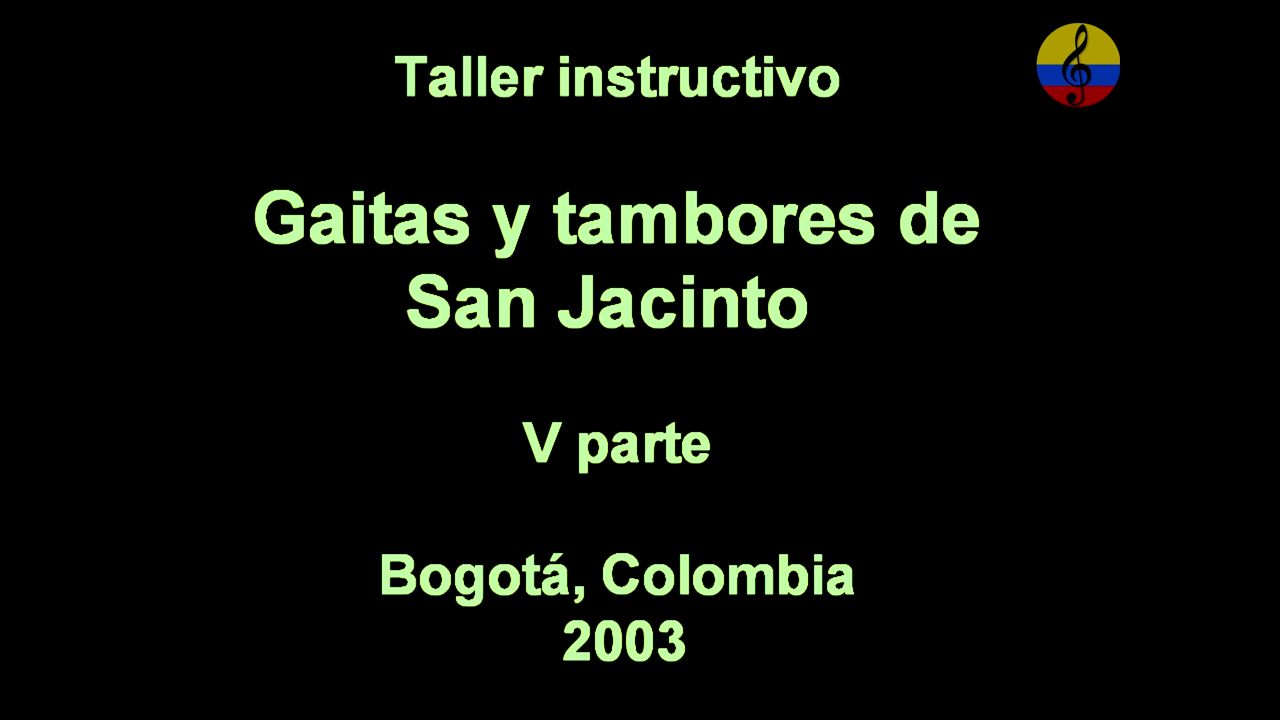 Taller instructivo
Gaitas y tambores de
San Jacinto
V parte
Bogotá, Colombia
2003